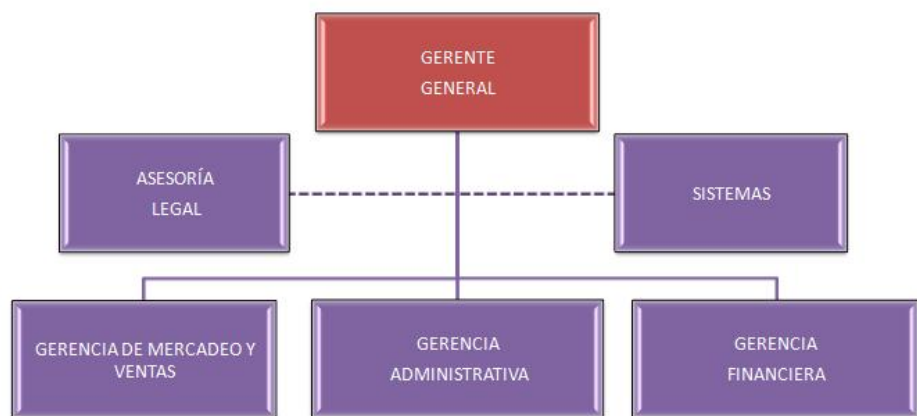 GERENTE
GENERAL
ASESORÍA
LEGAL
SISTEMAS
GERENCIA DE MERCADEO Y
VENTAS
GERENCIA
ADMINISTRATIVA
GERENCIA
FINANCIERA